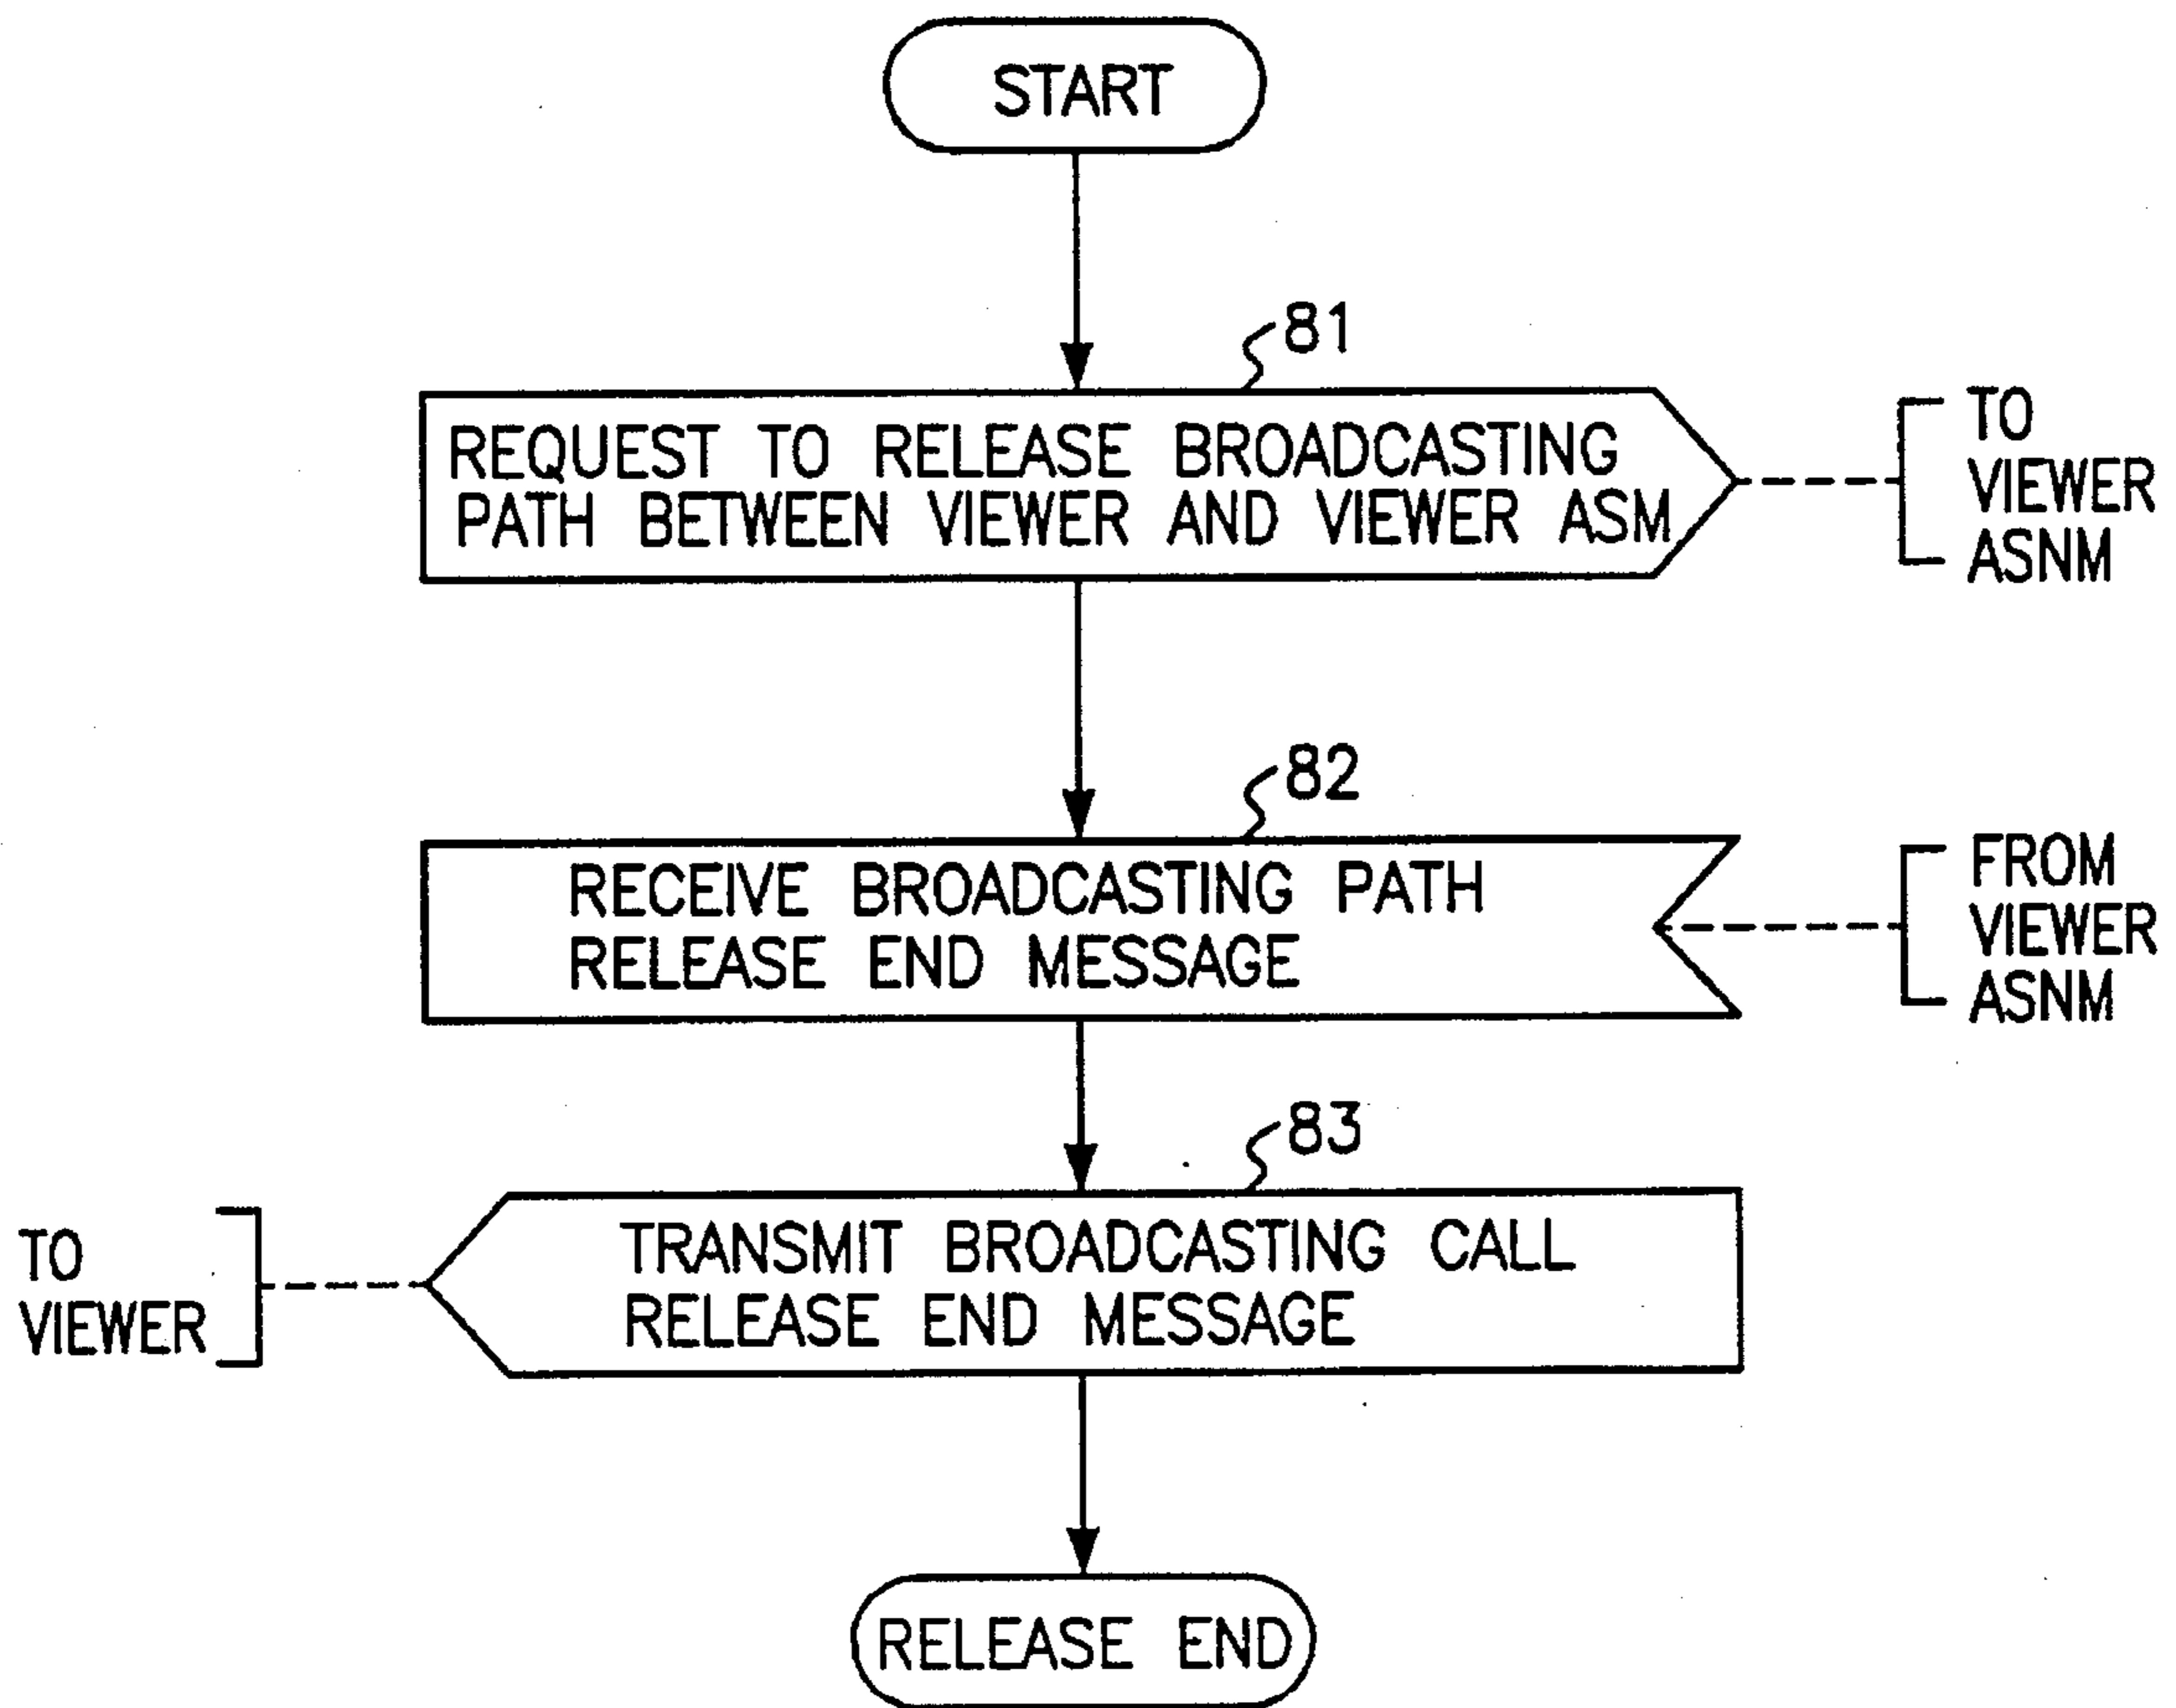 START
81
REQUEST TO RELEASE BROADCASTING
PATH BETWEEN VIEWER AND VIEWER ASM
TO
VIEWER
ASNM
82
RECEIVE BROADCASTING PATH
RELEASE END MESSAGE
FROM
VIEWER
ASNM
83
TO
VIEWER
TRANSMIT BROADCASTING CALL
RELEASE END MESSAGE
RELEASE END